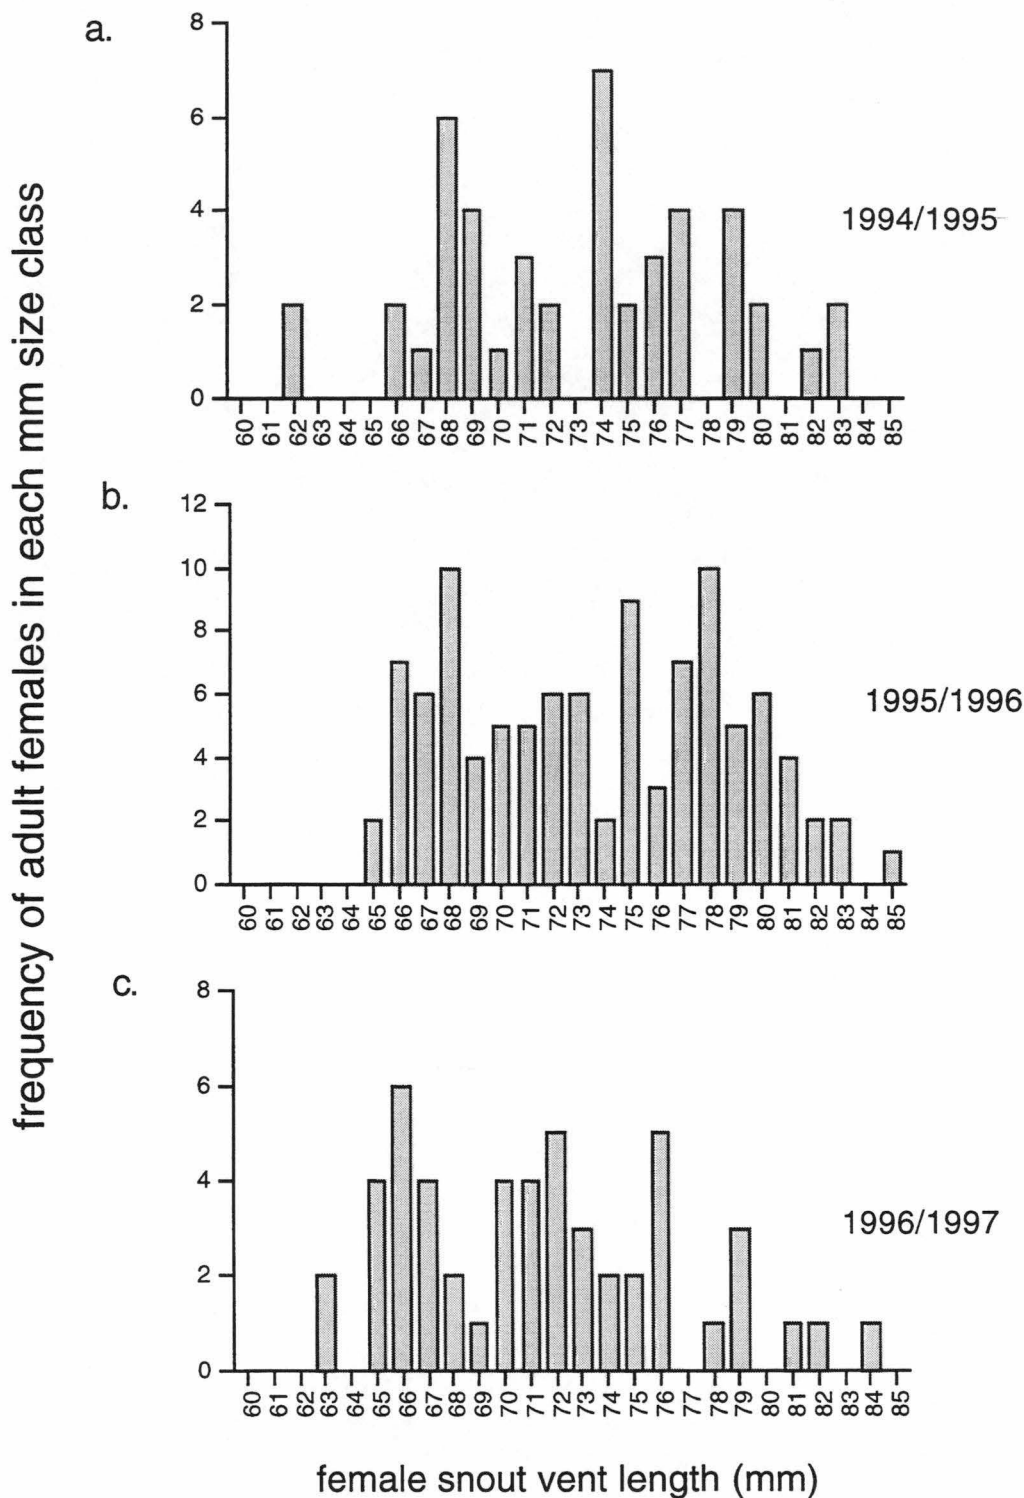 frequency of adult females in each mm size class
a.
8
6
4
2
0
1994/1995
60 61 62 63 64 65 66 67 68 69 70 71 72 73 74 75 76 77 78 79 80 81 82 83 84 85
b.
12
10
8
6
4
2
0
1995/1996
60 61 62 63 64 65 66 67 68 69 70 71 72 73 74 75 76 77 78 79 80 81 82 83 84 85
c.
8
6
4
2
0
1996/1997
60 61 62 63 64 65 66 67 68 69 70 71 72 73 74 75 76 77 78 79 80 81 82 83 84 85
female snout vent length (mm)